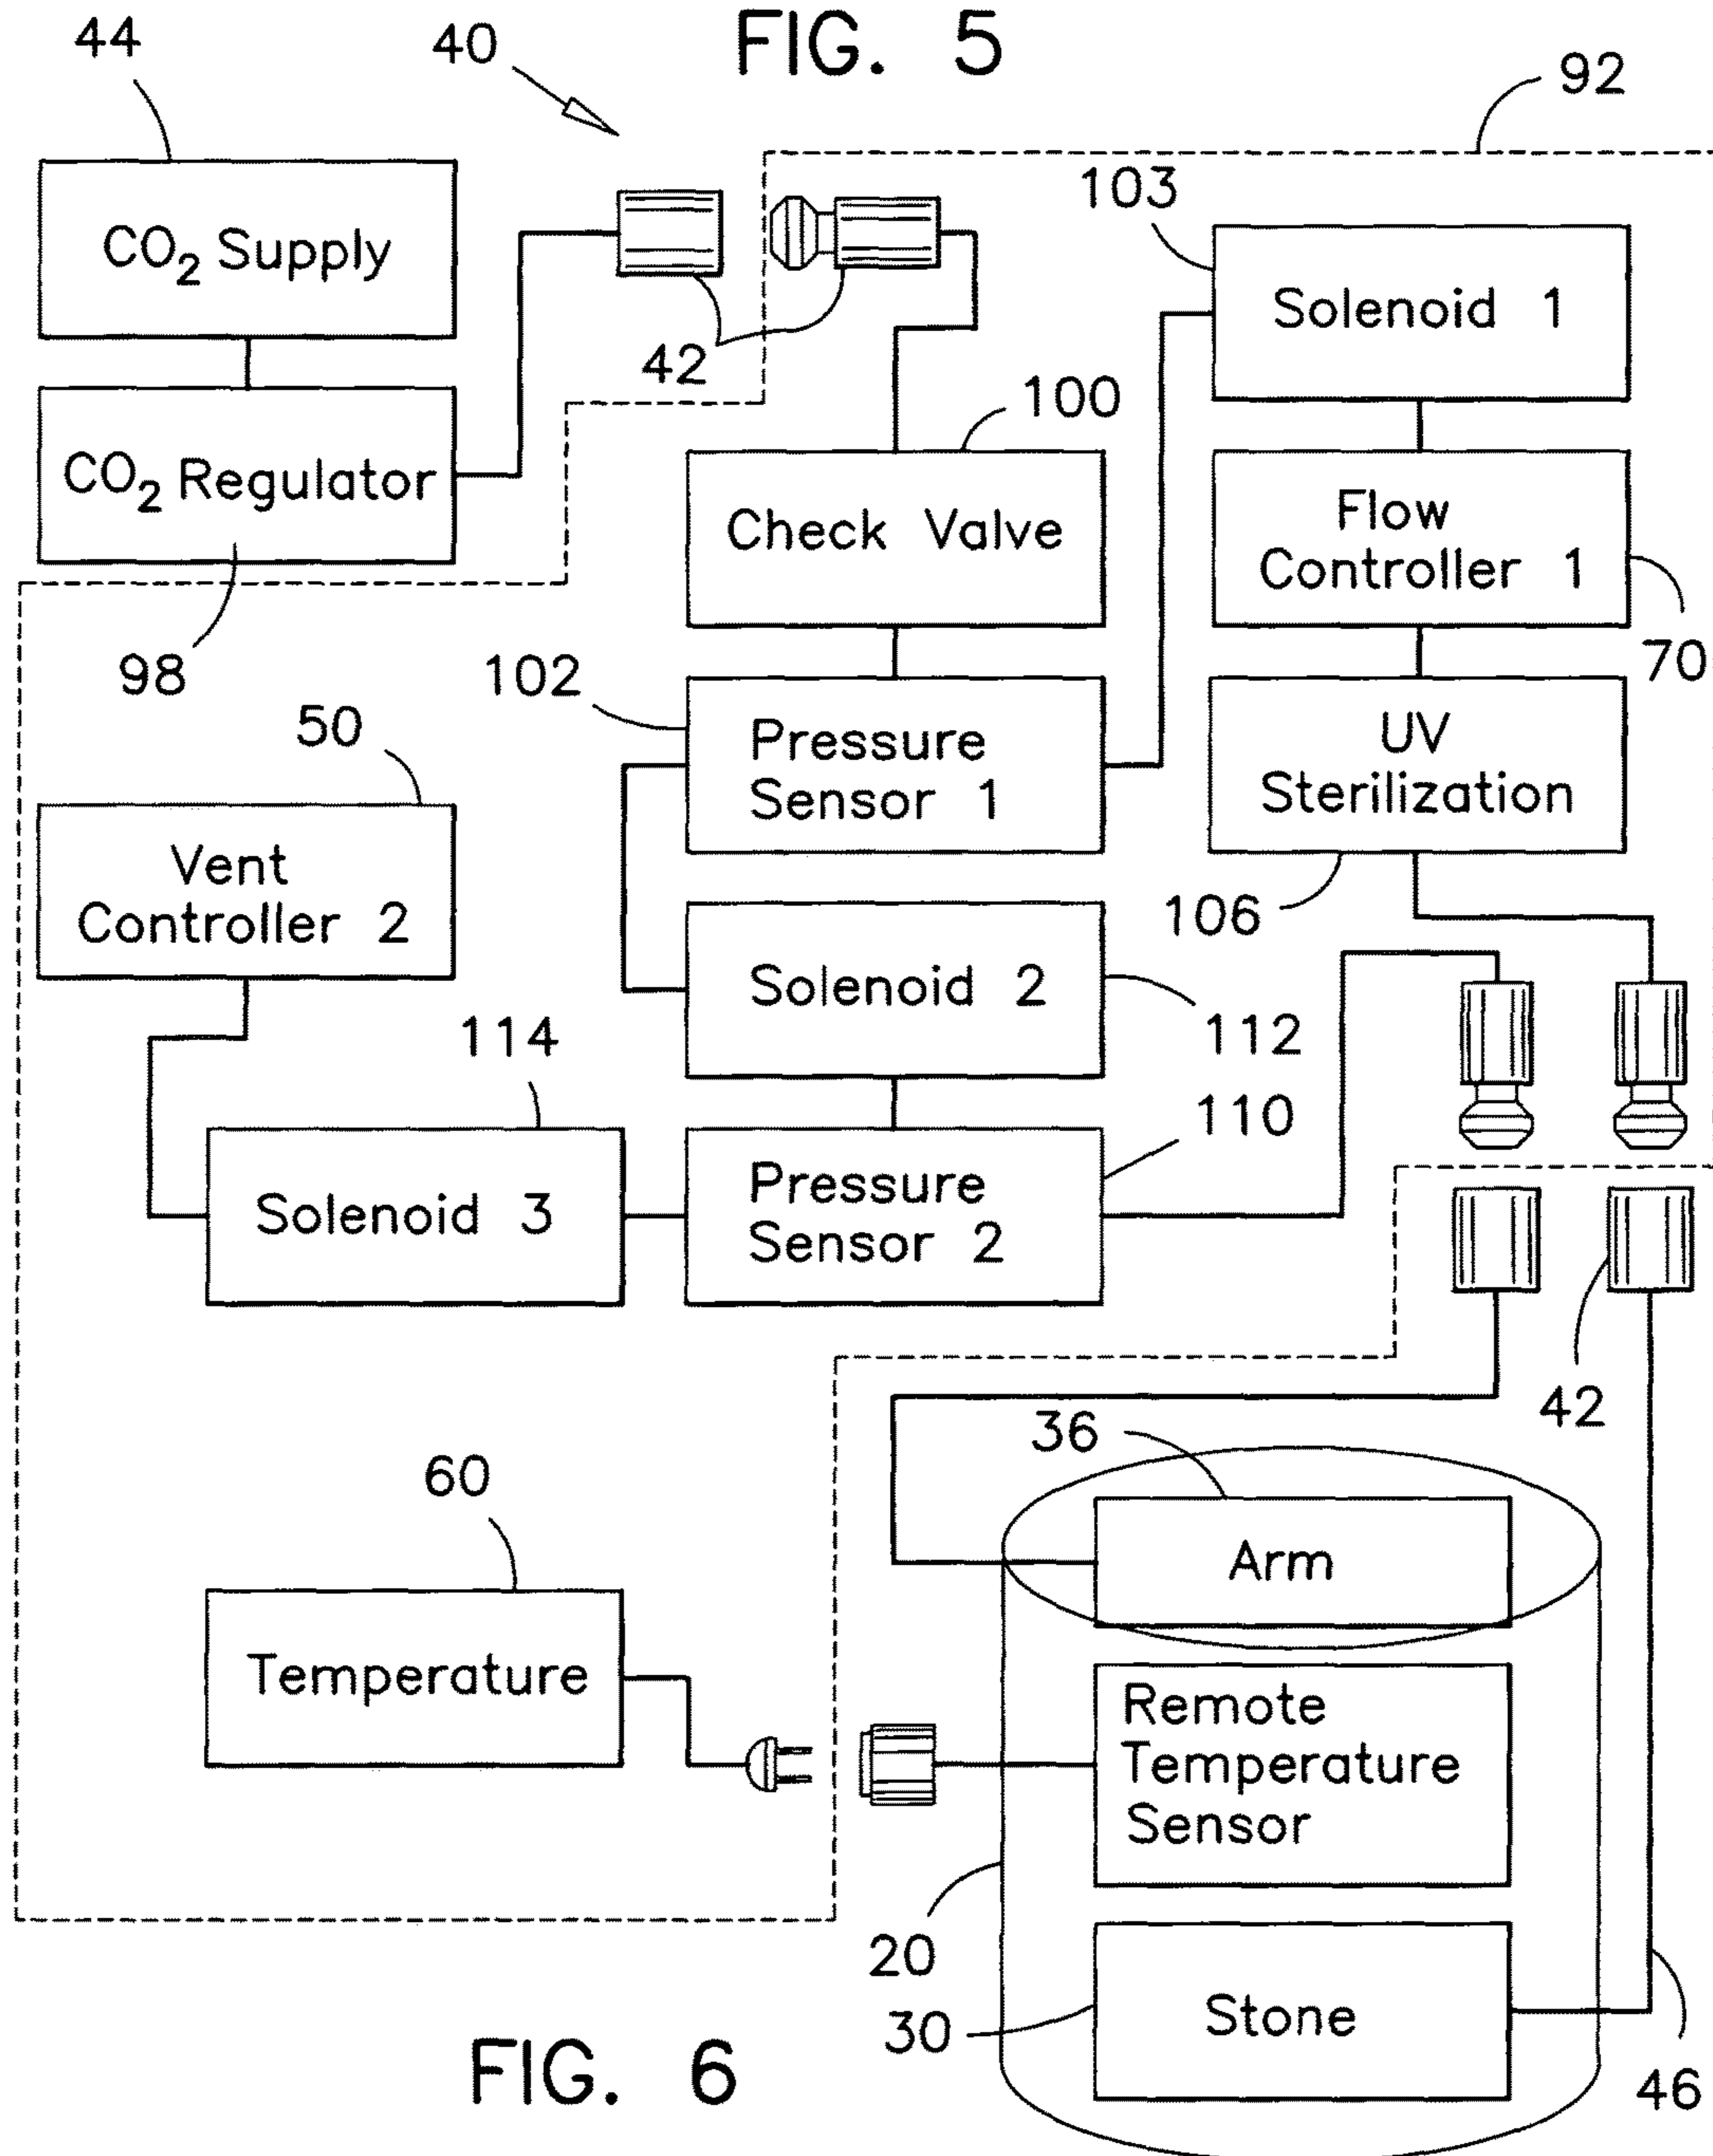 FIG. 5
44
40
92
CO₂ Supply
103
Solenoid 1
42
100
CO₂ Regulator
Check Valve
Flow
Controller 1
98
102
70
50
Pressure
Sensor 1
UV
Sterilization
Vent
Controller 2
106
Solenoid 2
114
112
110
Solenoid 3
Pressure
Sensor 2
42
36
60
Arm
Temperature
Remote
Temperature
Sensor
20
30
Stone
46
FIG. 6